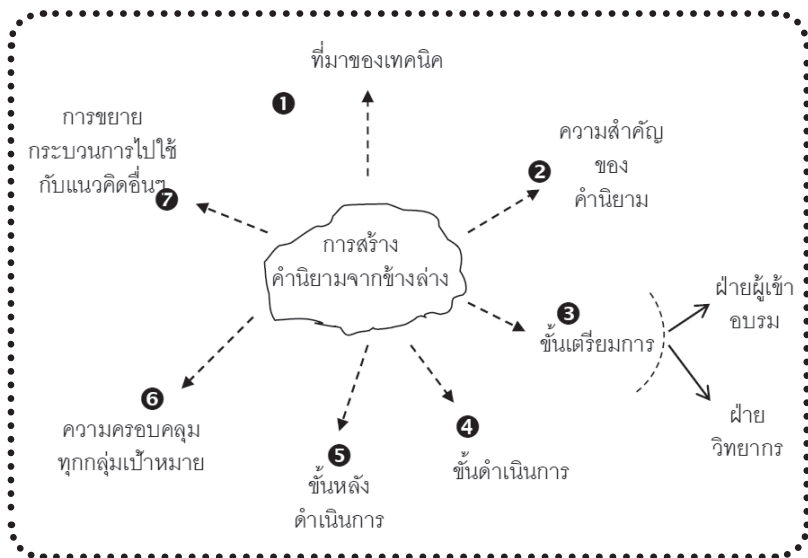 การสร้าง
คำนิยามจากข้างล่าง
❶
ที่มาของเทคนิค
❷
ความสำคัญ
ของ
คำนิยาม
❸
ขั้นเตรียมการ
ฝ่ายผู้เข้า
อบรม
ฝ่าย
วิทยากร
❹
ขั้นดำเนินการ
❺
ขั้นหลัง
ดำเนินการ
❻
ความครอบคลุม
ทุกกลุ่มเป้าหมาย
❼
การขยาย
กระบวนการไปใช้
กับแนวคิดอื่นๆ